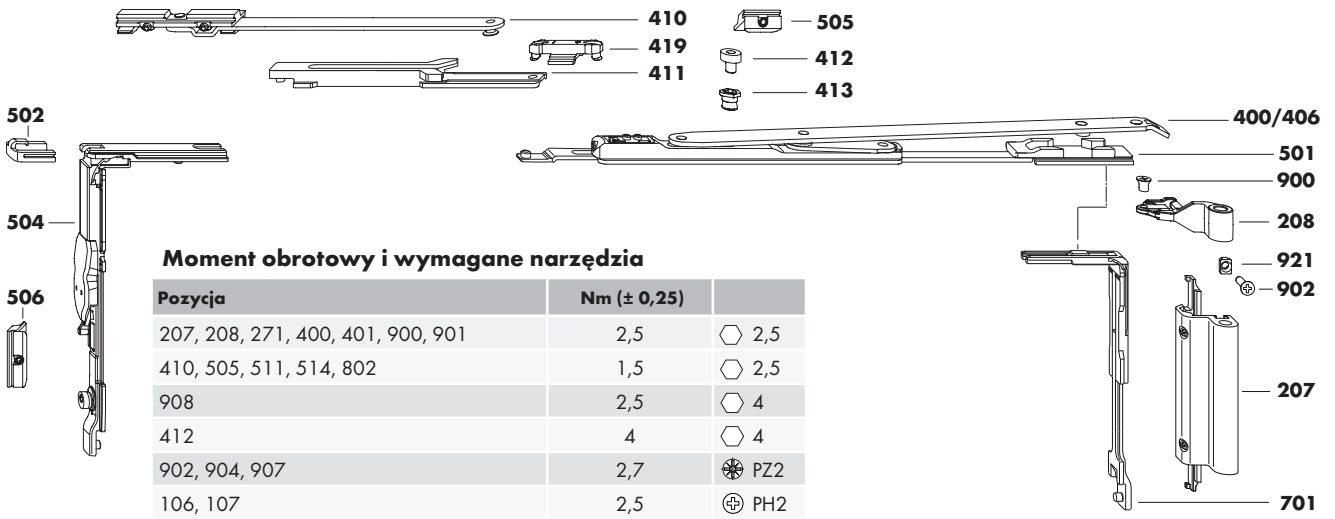 410
505
419
412
411
413
502
400/406
501
900
504
208
Moment obrotowy i wymagane narzędzia
921
506
902
Pozycja Nm (± 0,25)
207, 208, 271, 400, 401, 900, 901 2,5 2,5
410, 505, 511, 514, 802 1,5 2,5
207
908 2,5 4
412 4 4
902, 904, 907 2,7 PZ2
106, 107 2,5 PH2
701